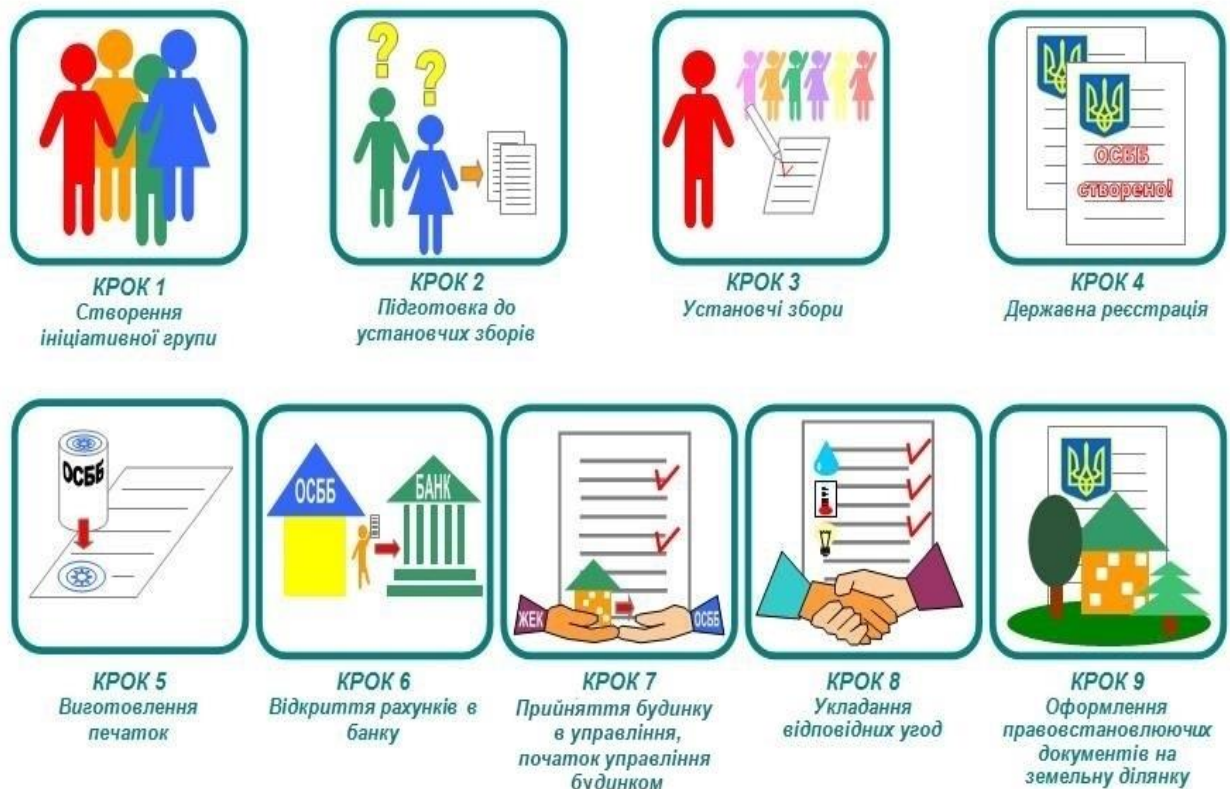 ОСББ
створено!
КРОК 1
Створення
ініціативної групи
КРОК 2
Підготовка до
установчих зборів
КРОК 3
Установчі збори
КРОК 4
Державна реєстрація
ОСББ
ОСББ
БАНК
ЖЕК
ОСББ
КРОК 5
Виготовлення
печаток
КРОК 6
Відкриття рахунків в
банку
КРОК 7
Прийняття будинку
в управління,
початок управління
будинком
КРОК 8
Укладання
відповідних угод
КРОК 9
Оформлення
правовстановлюючих
документів на
земельну ділянку